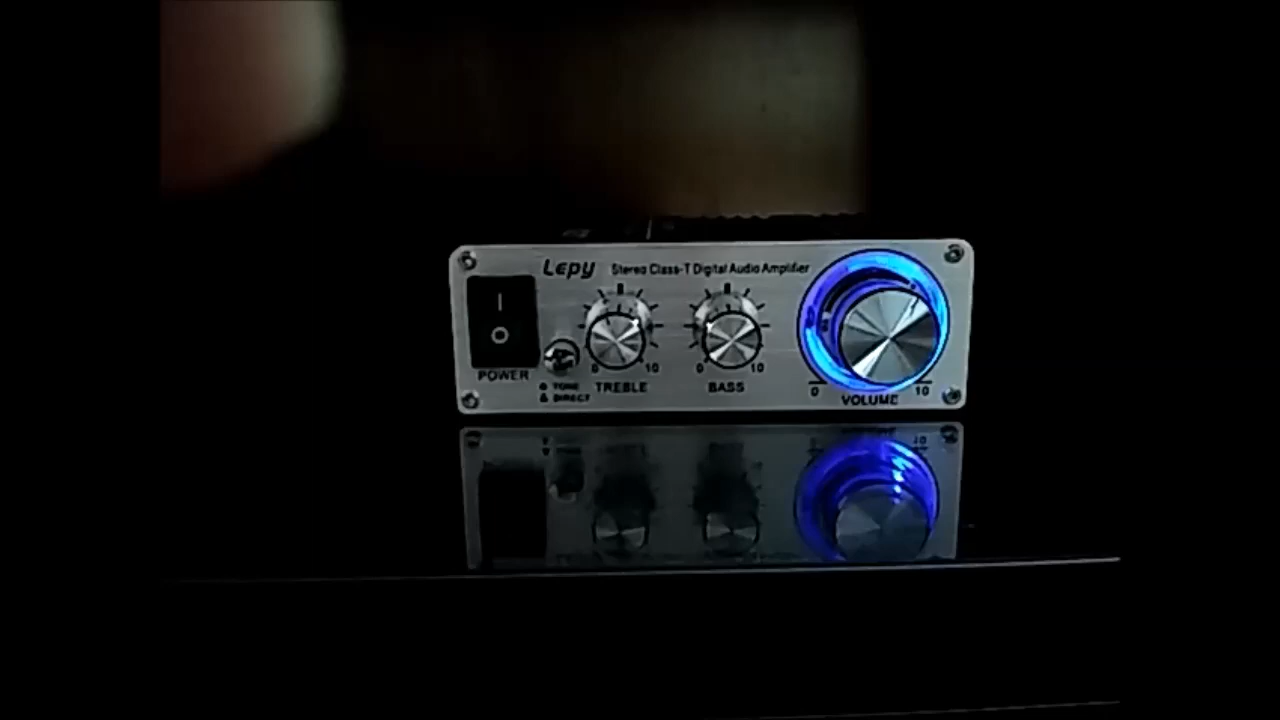 Lepy Stereo Class-T Digital Audio Amplifier
POWER
TONE
DIRECT
0 10
TREBLE
0 10
BASS
0 10
VOLUME